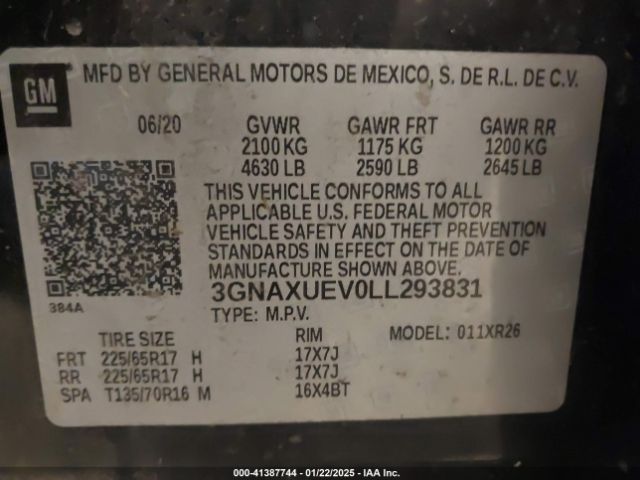 GM
MFD BY GENERAL MOTORS DE MEXICO, S. DE R.L. DE C.V.
06/20 GVWR GAWR FRT GAWR RR
2100 KG 1175 KG 1200 KG
4630 LB 2590 LB 2645 LB
THIS VEHICLE CONFORMS TO ALL
APPLICABLE U.S. FEDERAL MOTOR
VEHICLE SAFETY AND THEFT PREVENTION
STANDARDS IN EFFECT ON THE DATE OF
MANUFACTURE SHOWN ABOVE.
384A
3GNAXUEV0LL293831
TYPE: M.P.V.
TIRE SIZE RIM MODEL: 011XR26
FRT 225/65R17 H 17X7J
RR 225/65R17 H 17X7J
SPA T135/70R16 M 16X4BT
000-41387744 - 01/22/2025 - IAA Inc.